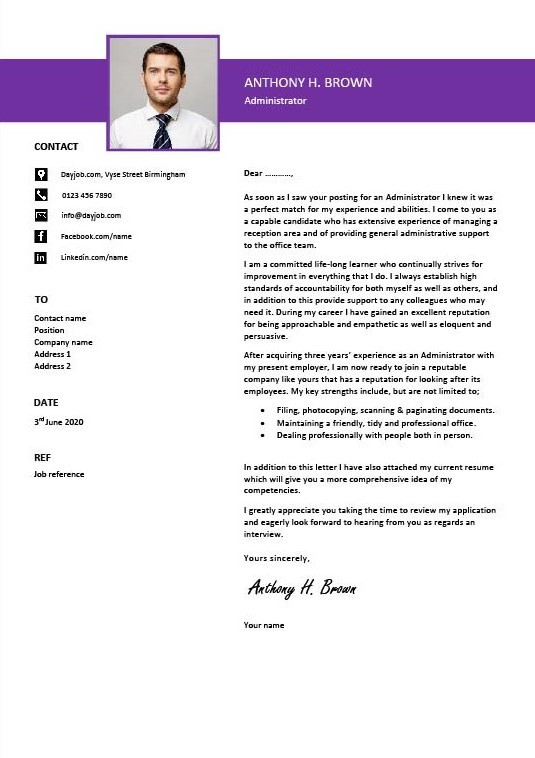 ANTHONY H. BROWN
Administrator
CONTACT
Dayjob.com, Vyse Street Birmingham
0123 456 7890
info@dayjob.com
Facebook.com/name
Linkedin.com/name
TO
Contact name
Position
Company name
Address 1
Address 2
DATE
3rd June 2020
REF
Job reference
Dear ............,
As soon as I saw your posting for an Administrator I knew it was
a perfect match for my experience and abilities. I come to you as
a capable candidate who has extensive experience of managing a
reception area and of providing general administrative support
to the office team.
I am a committed life-long learner who continually strives for
improvement in everything that I do. I always establish high
standards of accountability for both myself as well as others, and
in addition to this provide support to any colleagues who may
need it. During my career I have gained an excellent reputation
for being approachable and empathetic as well as eloquent and
persuasive.
After acquiring three years' experience as an Administrator with
my present employer, I am now ready to join a reputable
company like yours that has a reputation for looking after its
employees. My key strengths include, but are not limited to;
• Filing, photocopying, scanning & paginating documents.
• Maintaining a friendly, tidy and professional office.
• Dealing professionally with people both in person.
In addition to this letter I have also attached my current resume
which will give you a more comprehensive idea of my
competencies.
I greatly appreciate you taking the time to review my application
and eagerly look forward to hearing from you as regards an
interview.
Yours sincerely,
Anthony H. Brown
Your name